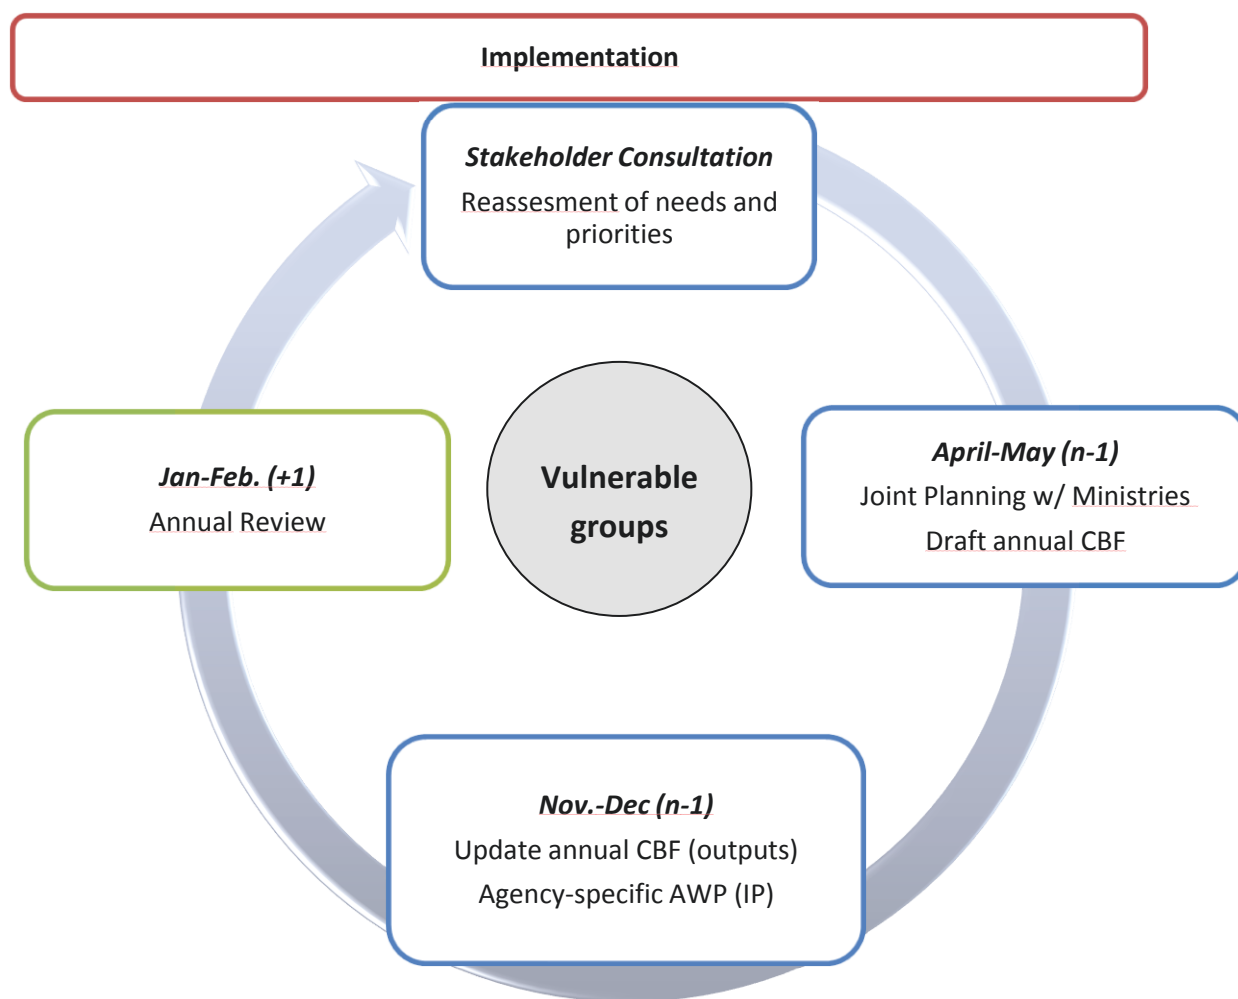 Implementation
Stakeholder Consultation
Reassesment of needs and
priorities
Jan-Feb. (+1)
Annual Review
Vulnerable
groups
April-May (n-1)
Joint Planning w/ Ministries
Draft annual CBF
Nov.-Dec (n-1)
Update annual CBF (outputs)
Agency-specific AWP (IP)